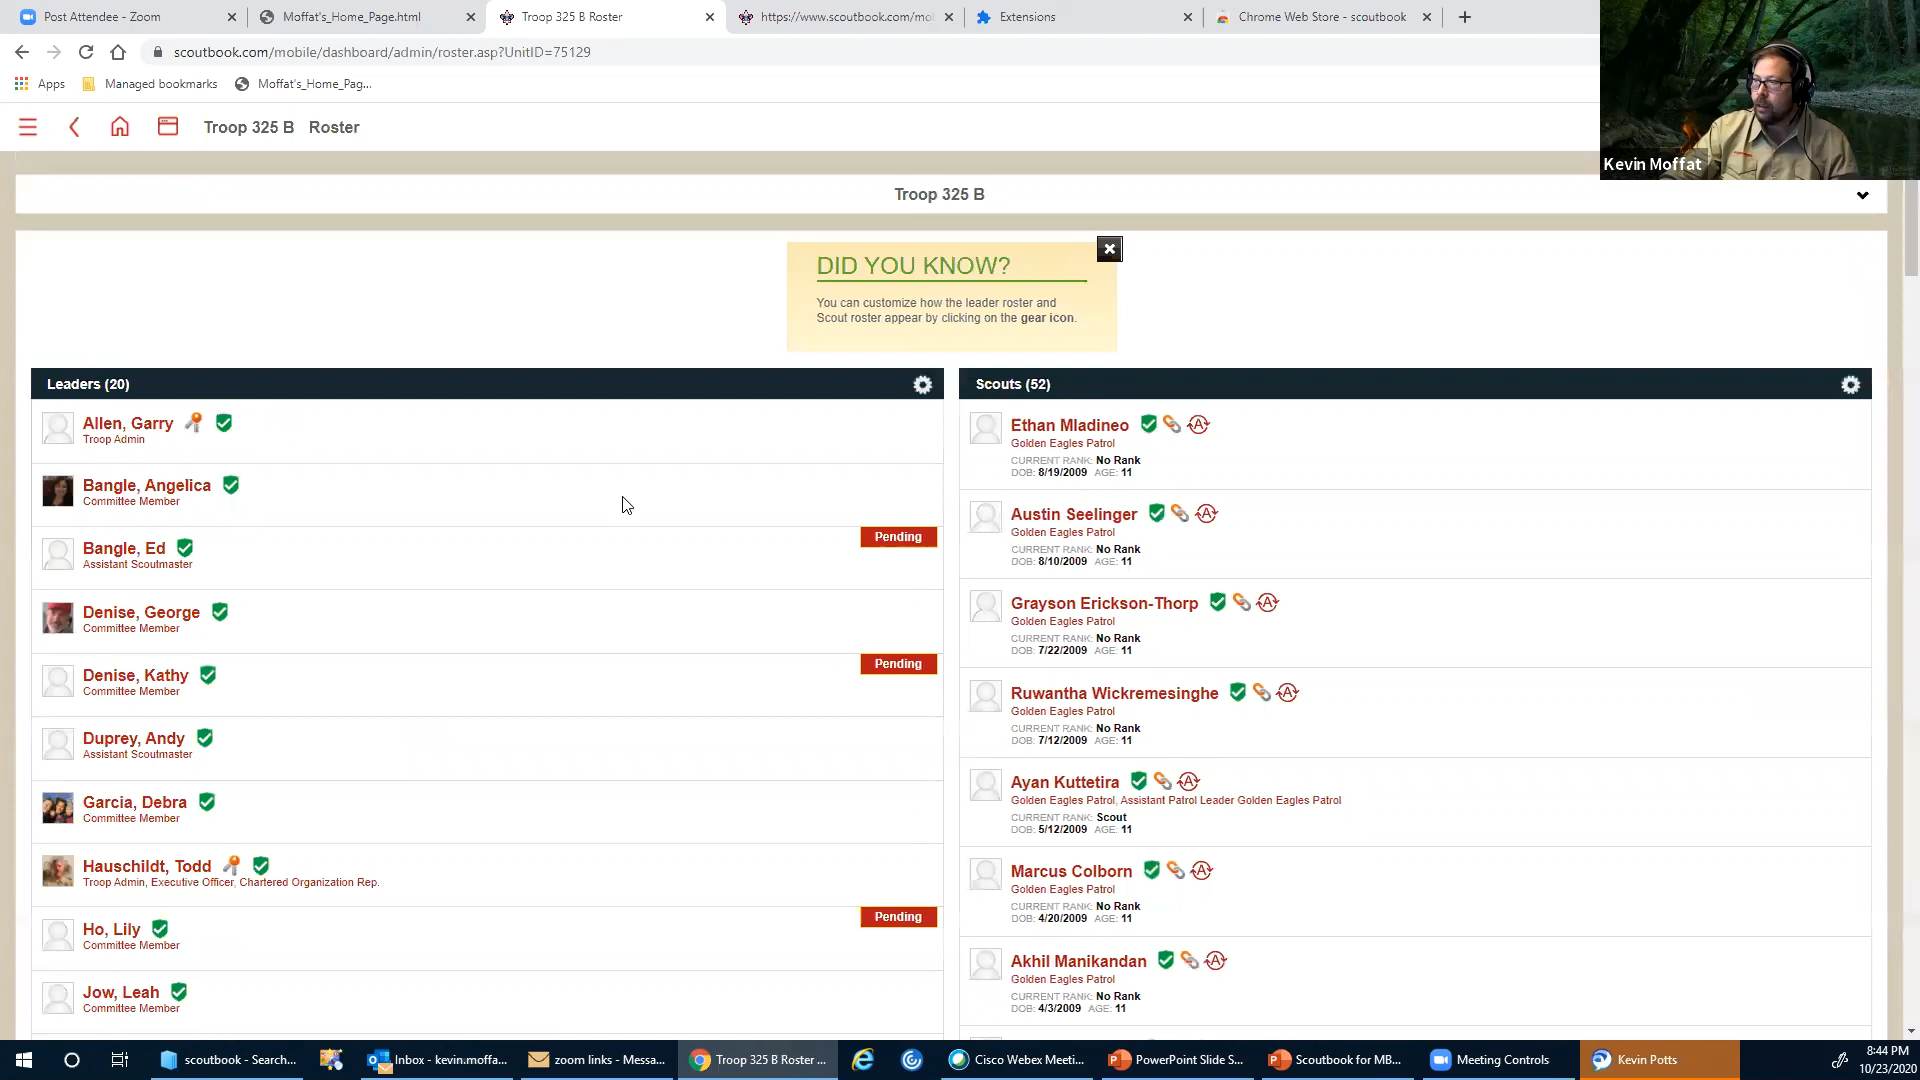 Post Attendee - Zoom
Moffat's_Home_Page.html
Troop 325 B Roster
https://www.scoutbook.com/mo
Extensions
Chrome Web Store - scoutbook
scoutbook.com/mobile/dashboard/admin/roster.asp?UnitID=75129
Apps
Managed bookmarks
Moffat's_Home_Pag...
Kevin Moffat
Troop 325 B Roster
Troop 325 B
DID YOU KNOW?
You can customize how the leader roster and
Scout roster appear by clicking on the gear icon.
Leaders (20)
Allen, Garry
Troop Admin
Bangle, Angelica
Committee Member
Pending
Bangle, Ed
Assistant Scoutmaster
Denise, George
Committee Member
Pending
Denise, Kathy
Committee Member
Duprey, Andy
Assistant Scoutmaster
Garcia, Debra
Committee Member
Hauschildt, Todd
Troop Admin, Executive Officer, Chartered Organization Rep.
Pending
Ho, Lily
Committee Member
Jow, Leah
Committee Member
Scouts (52)
Ethan Mladineo
Golden Eagles Patrol
CURRENT RANK: No Rank
DOB: 8/19/2009 AGE: 11
Austin Seelinger
Golden Eagles Patrol
CURRENT RANK: No Rank
DOB: 8/10/2009 AGE: 11
Grayson Erickson-Thorp
Golden Eagles Patrol
CURRENT RANK: No Rank
DOB: 7/22/2009 AGE: 11
Ruwantha Wickremesinghe
Golden Eagles Patrol
CURRENT RANK: No Rank
DOB: 7/12/2009 AGE: 11
Ayan Kuttetira
Golden Eagles Patrol, Assistant Patrol Leader Golden Eagles Patrol
CURRENT RANK: Scout
DOB: 5/12/2009 AGE: 11
Marcus Colborn
Golden Eagles Patrol
CURRENT RANK: No Rank
DOB: 4/20/2009 AGE: 11
Akhil Manikandan
Golden Eagles Patrol
CURRENT RANK: No Rank
DOB: 4/3/2009 AGE: 11
scoutbook - Search...
Inbox - kevin.moffa...
zoom links - Messa...
Troop 325 B Roster ...
Cisco Webex Meeti...
PowerPoint Slide S...
Scoutbook for MB...
Meeting Controls
Kevin Potts
8:44 PM
10/23/2020